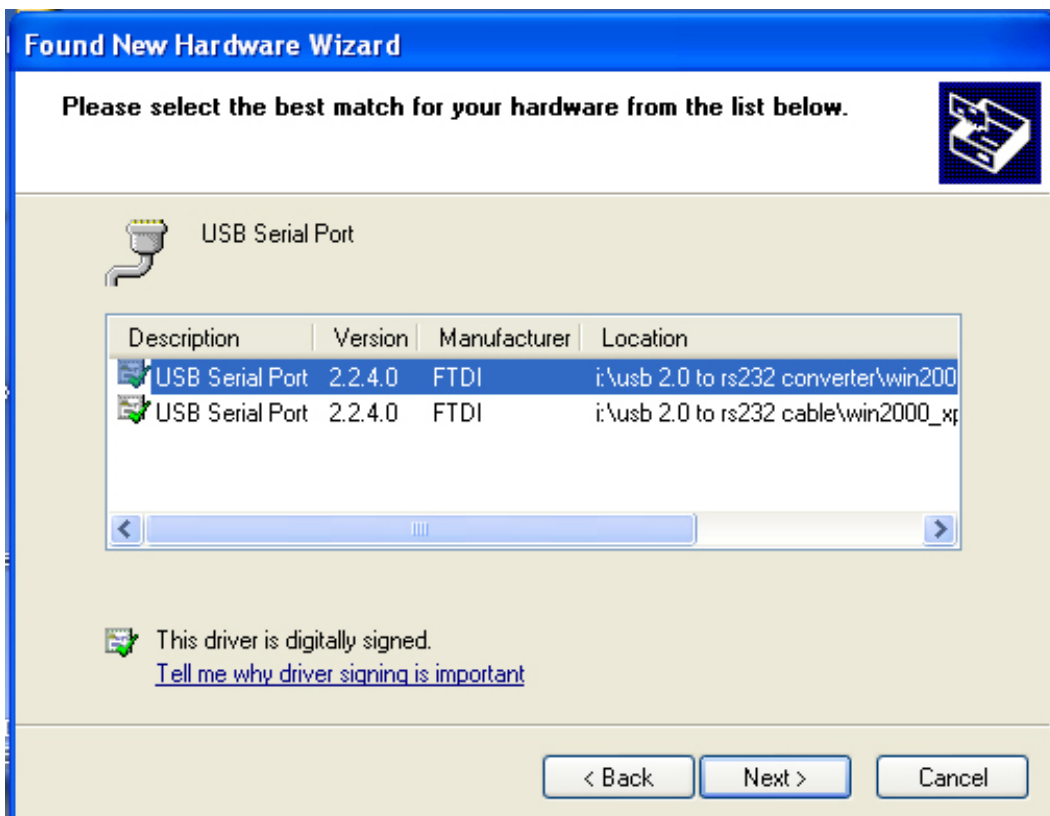 Found New Hardware Wizard
Please select the best match for your hardware from the list below.
USB Serial Port
Description Version Manufacturer Location
USB Serial Port 2.2.4.0 FTDI i:\usb 2.0 to rs232 converter\win200
USB Serial Port 2.2.4.0 FTDI i:\usb 2.0 to rs232 cable\win2000_xp
This driver is digitally signed.
Tell me why driver signing is important
< Back Next > Cancel